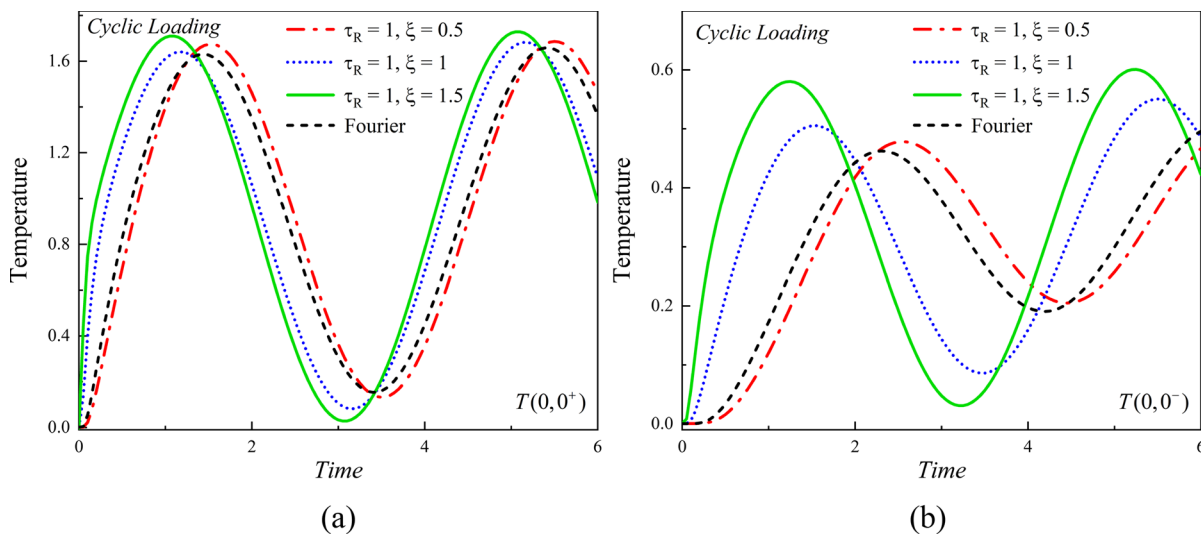 Cyclic Loading
τR = 1, ξ = 0.5
τR = 1, ξ = 1
τR = 1, ξ = 1.5
Fourier
Temperature
1.6
1.2
0.8
0.4
0.0
T(0,0⁺)
0 2 4 6
Time
(a)
Cyclic Loading
τR = 1, ξ = 0.5
τR = 1, ξ = 1
τR = 1, ξ = 1.5
Fourier
Temperature
0.6
0.4
0.2
0.0
T(0,0⁻)
0 2 4 6
Time
(b)